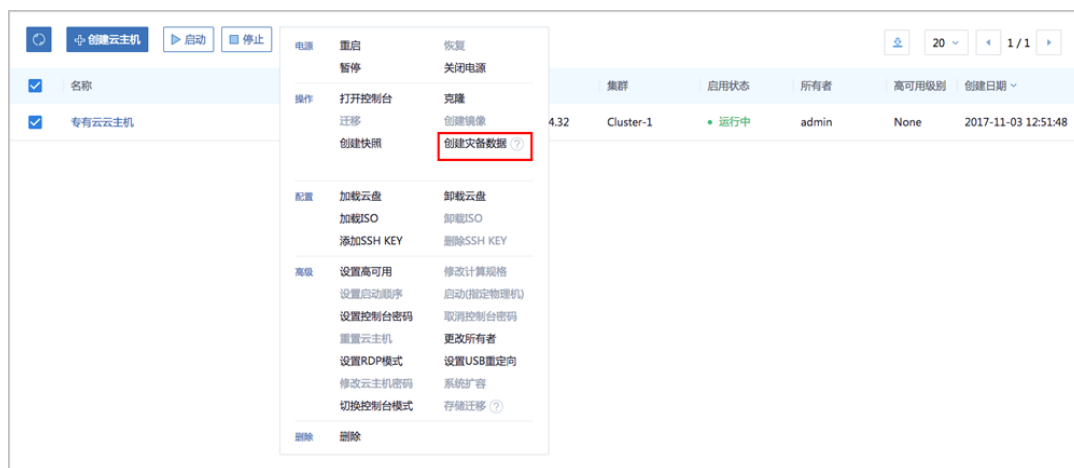 创建云主机 启动 停止 20 1 / 1
电源 重启 恢复
暂停 关闭电源
名称 集群 启用状态 所有者 高可用级别 创建日期
操作 打开控制台 克隆
专有云云主机 迁移 创建镜像 4.32 Cluster-1 运行中 admin None 2017-11-03 12:51:48
创建快照 创建灾备数据 ?
配置 加载云盘 卸载云盘
加载ISO 卸载ISO
添加SSH KEY 删除SSH KEY
高级 设置高可用 修改计算规格
设置启动顺序 启动(指定物理机)
设置控制台密码 取消控制台密码
重置云主机 更改所有者
设置RDP模式 设置USB重定向
修改云主机密码 系统扩容
切换控制台模式 存储迁移 ?
删除 删除